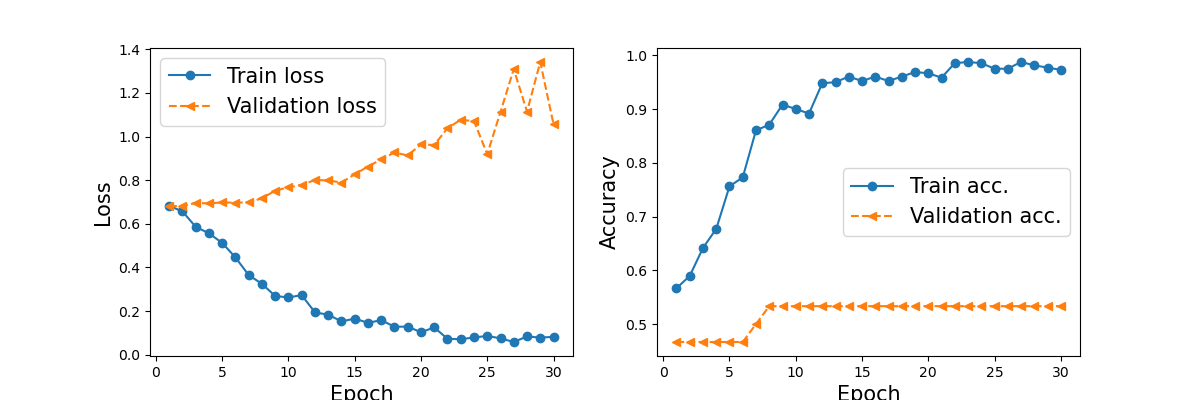 1.4
1.2
1.0
0.8
0.6
0.4
0.2
0.0
Loss
Train loss
Validation loss
0 5 10 15 20 25 30
Epoch
1.0
0.9
0.8
0.7
0.6
0.5
Accuracy
Train acc.
Validation acc.
0 5 10 15 20 25 30
Epoch